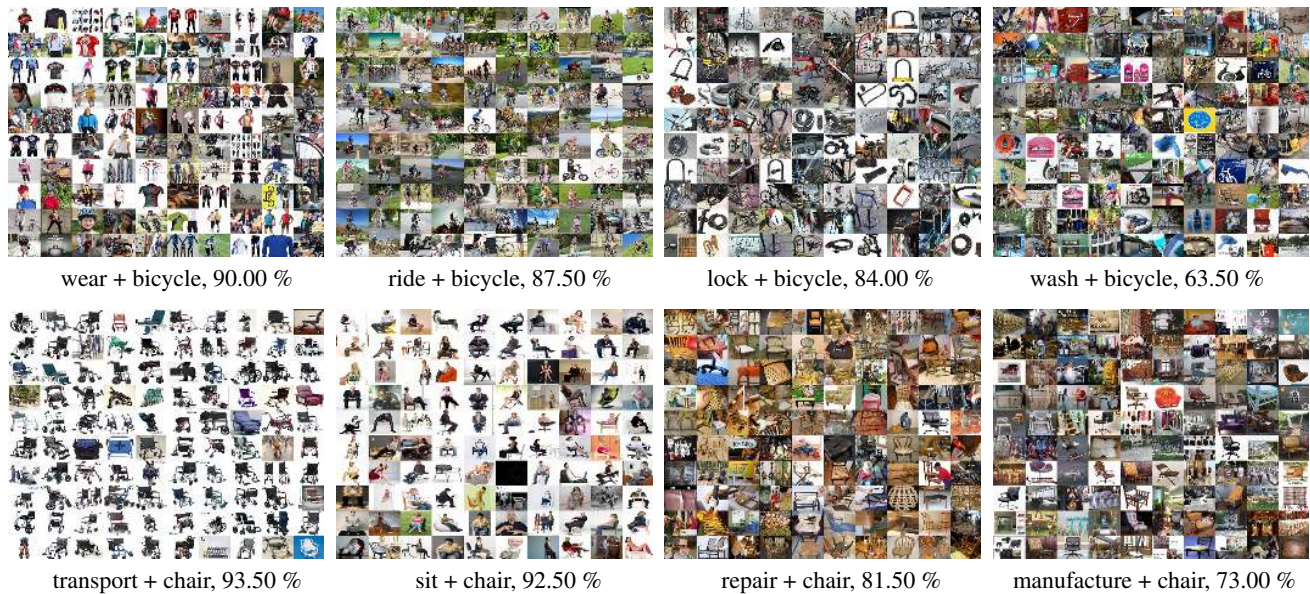 wear + bicycle, 90.00 %
ride + bicycle, 87.50 %
lock + bicycle, 84.00 %
wash + bicycle, 63.50 %
transport + chair, 93.50 %
sit + chair, 92.50 %
repair + chair, 81.50 %
manufacture + chair, 73.00 %